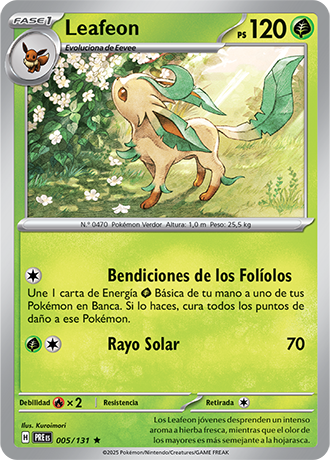 FASE 1
Leafeon
PS 120
Evoluciona de Eevee
N.º 0470 Pokémon Verdor Altura: 1,0 m Peso: 25,5 kg
Bendiciones de los Folíolos
Une 1 carta de Energía Básica de tu mano a uno de tus
Pokémon en Banca. Si lo haces, cura todos los puntos de
daño a ese Pokémon.
Rayo Solar 70
Debilidad ×2 Resistencia Retirada
Ilus. Kuroimori
H PRE ES 005/131 ★
Los Leafeon jóvenes desprenden un intenso
aroma a hierba fresca, mientras que el olor de
los mayores es más semejante a la hojarasca.
©2025 Pokémon/Nintendo/Creatures/GAME FREAK